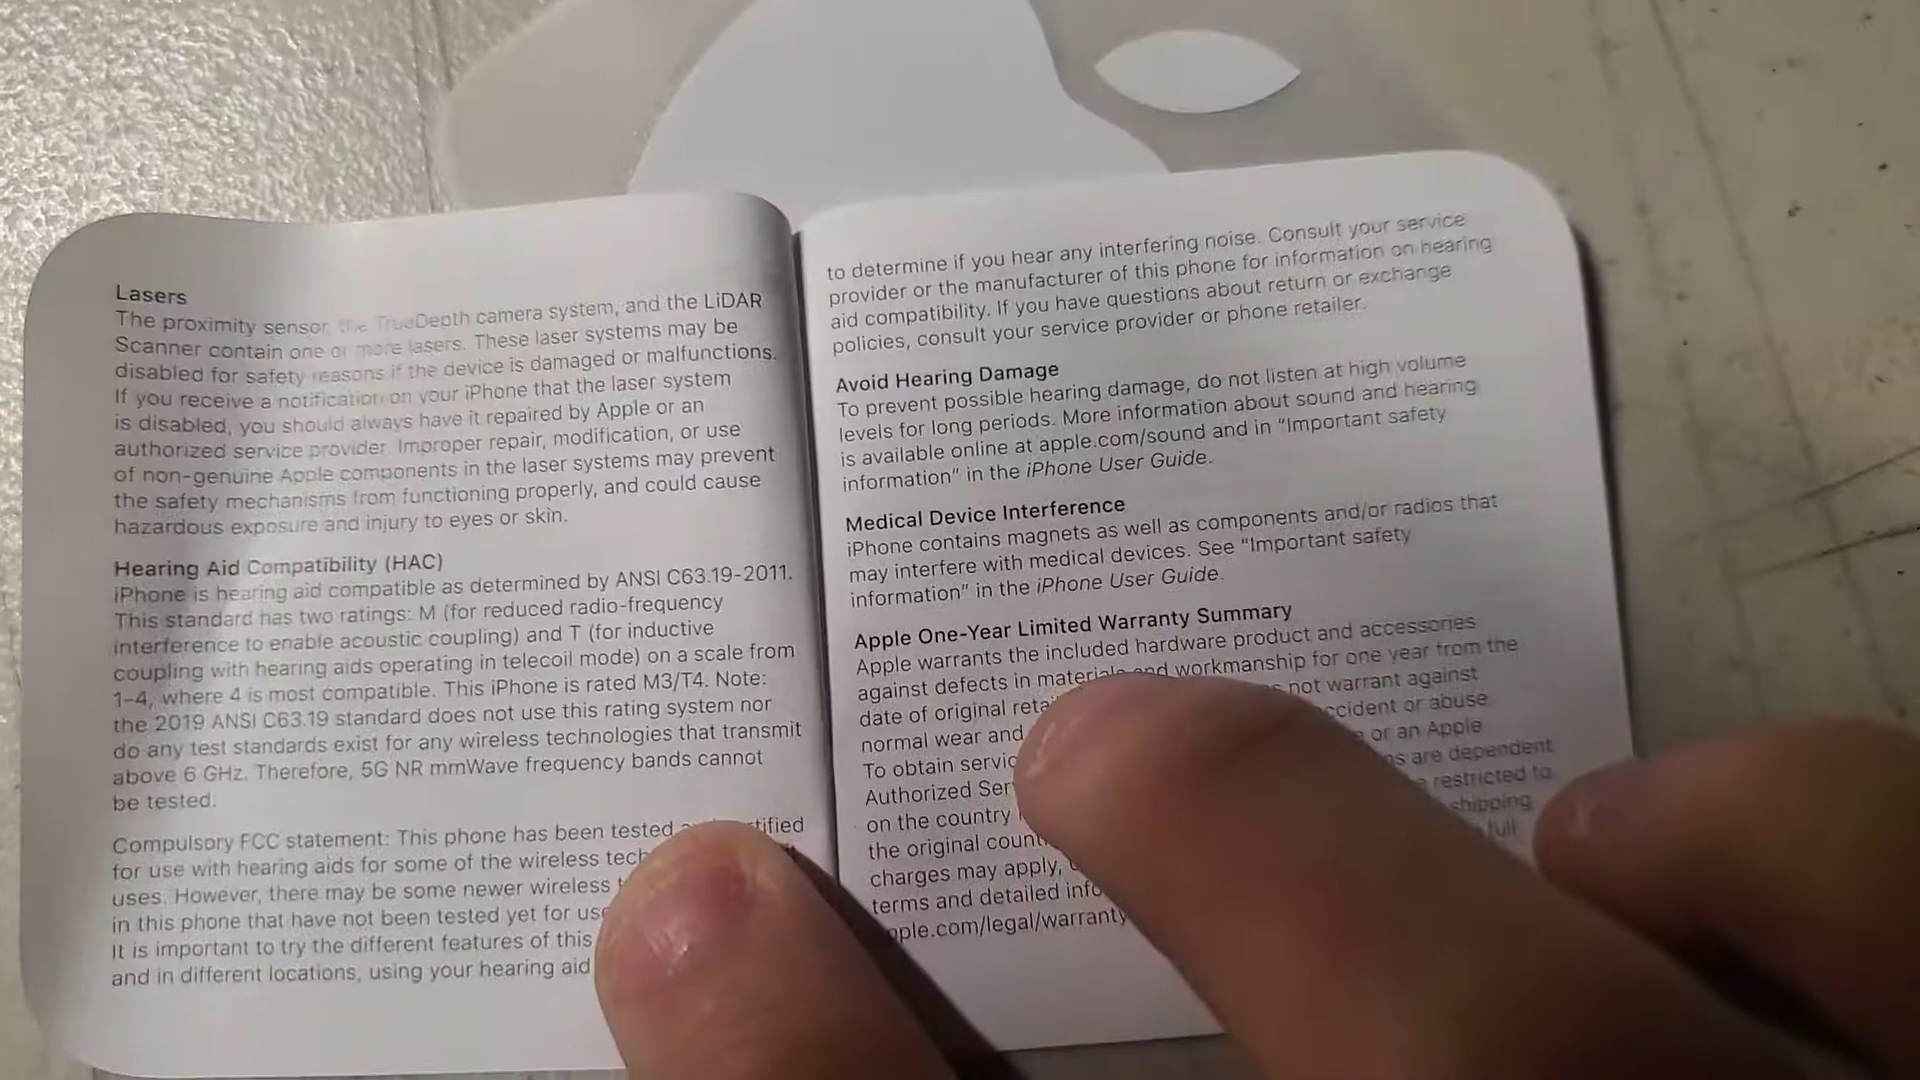 Lasers
The proximity sensor, the TrueDepth camera system, and the LiDAR
Scanner contain one or more lasers. These laser systems may be
disabled for safety reasons if the device is damaged or malfunctions.
If you receive a notification on your iPhone that the laser system
is disabled, you should always have it repaired by Apple or an
authorized service provider. Improper repair, modification, or use
of non-genuine Apple components in the laser systems may prevent
the safety mechanisms from functioning properly, and could cause
hazardous exposure and injury to eyes or skin.
Hearing Aid Compatibility (HAC)
iPhone is hearing aid compatible as determined by ANSI C63.19-2011.
This standard has two ratings: M (for reduced radio-frequency
interference to enable acoustic coupling) and T (for inductive
coupling with hearing aids operating in telecoil mode) on a scale from
1–4, where 4 is most compatible. This iPhone is rated M3/T4. Note:
the 2019 ANSI C63.19 standard does not use this rating system nor
do any test standards exist for any wireless technologies that transmit
above 6 GHz. Therefore, 5G NR mmWave frequency bands cannot
be tested.
Compulsory FCC statement: This phone has been tested
for use with hearing aids for some of the wireless
uses. However, there may be some newer wireless
in this phone that have not been tested yet for
It is important to try the different features of this
and in different locations, using your hearing aid
to determine if you hear any interfering noise. Consult your service
provider or the manufacturer of this phone for information on hearing
aid compatibility. If you have questions about return or exchange
policies, consult your service provider or phone retailer.
Avoid Hearing Damage
To prevent possible hearing damage, do not listen at high volume
levels for long periods. More information about sound and hearing
is available online at apple.com/sound and in “Important safety
information” in the iPhone User Guide.
Medical Device Interference
iPhone contains magnets as well as components and/or radios that
may interfere with medical devices. See “Important safety
information” in the iPhone User Guide.
Apple One-Year Limited Warranty Summary
Apple warrants the included hardware product and accessories
against defects in materials and workmanship for one year from the
date of original not warrant against
normal wear and accident or abuse.
To obtain or an Apple
Authorized are dependent
on the country restricted to
the original shipping
charges may apply, full
terms and detailed
apple.com/legal/warranty